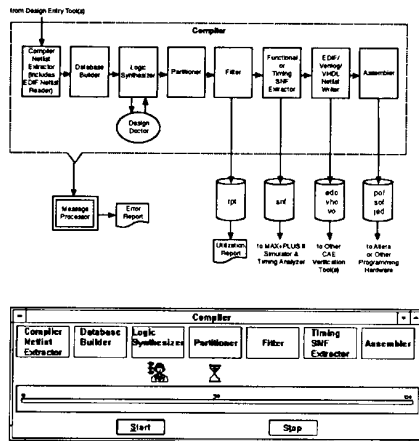 from Design Entry Tool(s)
Compiler
Compiler
Netlist
Extractor
(includes
EDIF Netlist
Reader)
Database
Builder
Logic
Synthesizer
Partitioner
Fitter
Functional
or
Timing
SNF
Extractor
EDIF/
Verilog/
VHDL
Netlist
Writer
Assembler
Design
Doctor
Message
Processor
Error
Report
rpt
snf
edo
vho
vo
pof
sof
jed
Utilization
Report
to MAX+PLUS II
Simulator &
Timing Analyzer
to Other
CAE
Verification
Tool(s)
to Altera
or Other
Programming
Hardware
Compiler
Compiler
Netlist
Extractor
Database
Builder
Logic
Synthesizer
Partitioner
Fitter
Timing
SNF
Extractor
Assembler
0
50
100
Start
Stop